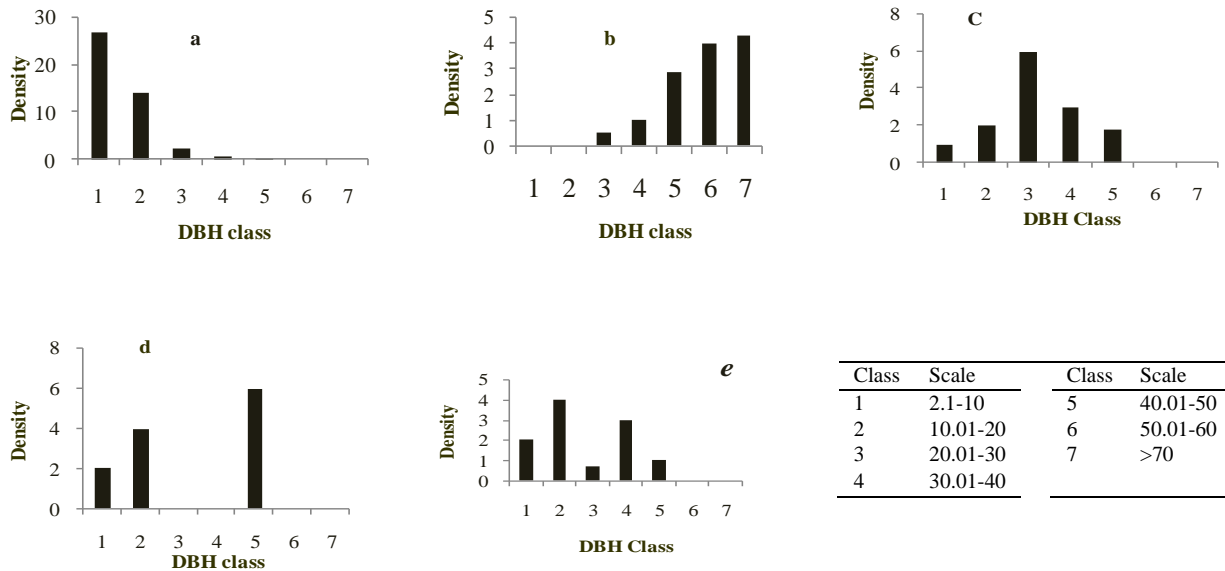 a
Density
30
20
10
0
1 2 3 4 5 6 7
DBH class
b
Density
5
4
3
2
1
0
1 2 3 4 5 6 7
DBH class
C
Density
8
6
4
2
0
1 2 3 4 5 6 7
DBH Class
d
Density
8
6
4
2
0
1 2 3 4 5 6 7
DBH class
e
Density
5
4
3
2
1
0
1 2 3 4 5 6 7
DBH Class
Class Scale Class Scale
1 2.1-10 5 40.01-50
2 10.01-20 6 50.01-60
3 20.01-30 7 >70
4 30.01-40